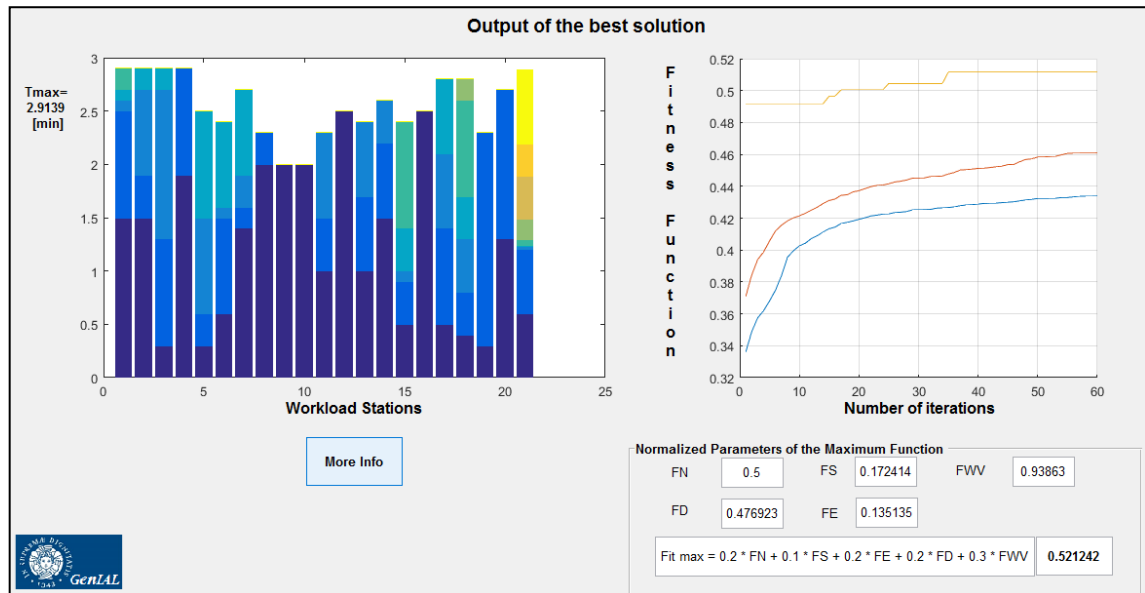 Output of the best solution
Tmax=
2.9139
[min]
3
2.5
2
1.5
1
0.5
0
0
5
10
15
20
25
Workload Stations
Fitness Function
0.52
0.5
0.48
0.46
0.44
0.42
0.4
0.38
0.36
0.34
0.32
0
10
20
30
40
50
60
Number of iterations
More Info
Normalized Parameters of the Maximum Function
FN
0.5
FS
0.172414
FWV
0.93863
FD
0.476923
FE
0.135135
Fit max = 0.2 * FN + 0.1 * FS + 0.2 * FE + 0.2 * FD + 0.3 * FWV
0.521242
1343
GenIAL